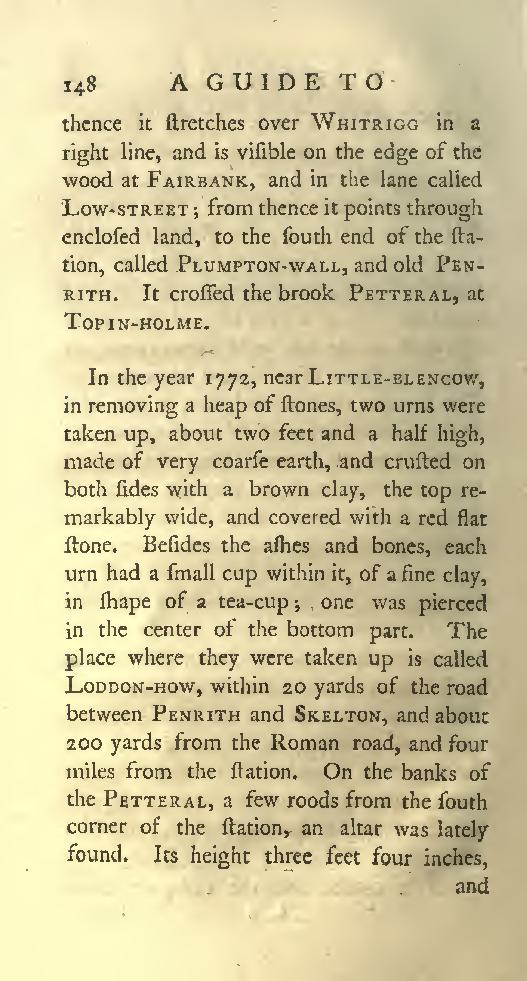 148 A GUIDE TO
thence it ſtretches over WHITRIGG in a
right line, and is viſible on the edge of the
wood at FAIRBANK, and in the lane called
LOW-STREET; from thence it points through
encloſed land, to the ſouth end of the ſta-
tion, called PLUMPTON-WALL, and old PEN-
RITH. It croſſed the brook PETTERAL, at
TOPIN-HOLME.
In the year 1772, near LITTLE-BLENCOW,
in removing a heap of ſtones, two urns were
taken up, about two feet and a half high,
made of very coarſe earth, and cruſted on
both ſides with a brown clay, the top re-
markably wide, and covered with a red flat
ſtone. Beſides the aſhes and bones, each
urn had a ſmall cup within it, of a fine clay,
in ſhape of a tea-cup; one was pierced
in the center of the bottom part. The
place where they were taken up is called
LODDON-HOW, within 20 yards of the road
between PENRITH and SKELTON, and about
200 yards from the Roman road, and four
miles from the ſtation. On the banks of
the PETTERAL, a few roods from the ſouth
corner of the ſtation, an altar was lately
found. Its height three feet four inches,
and